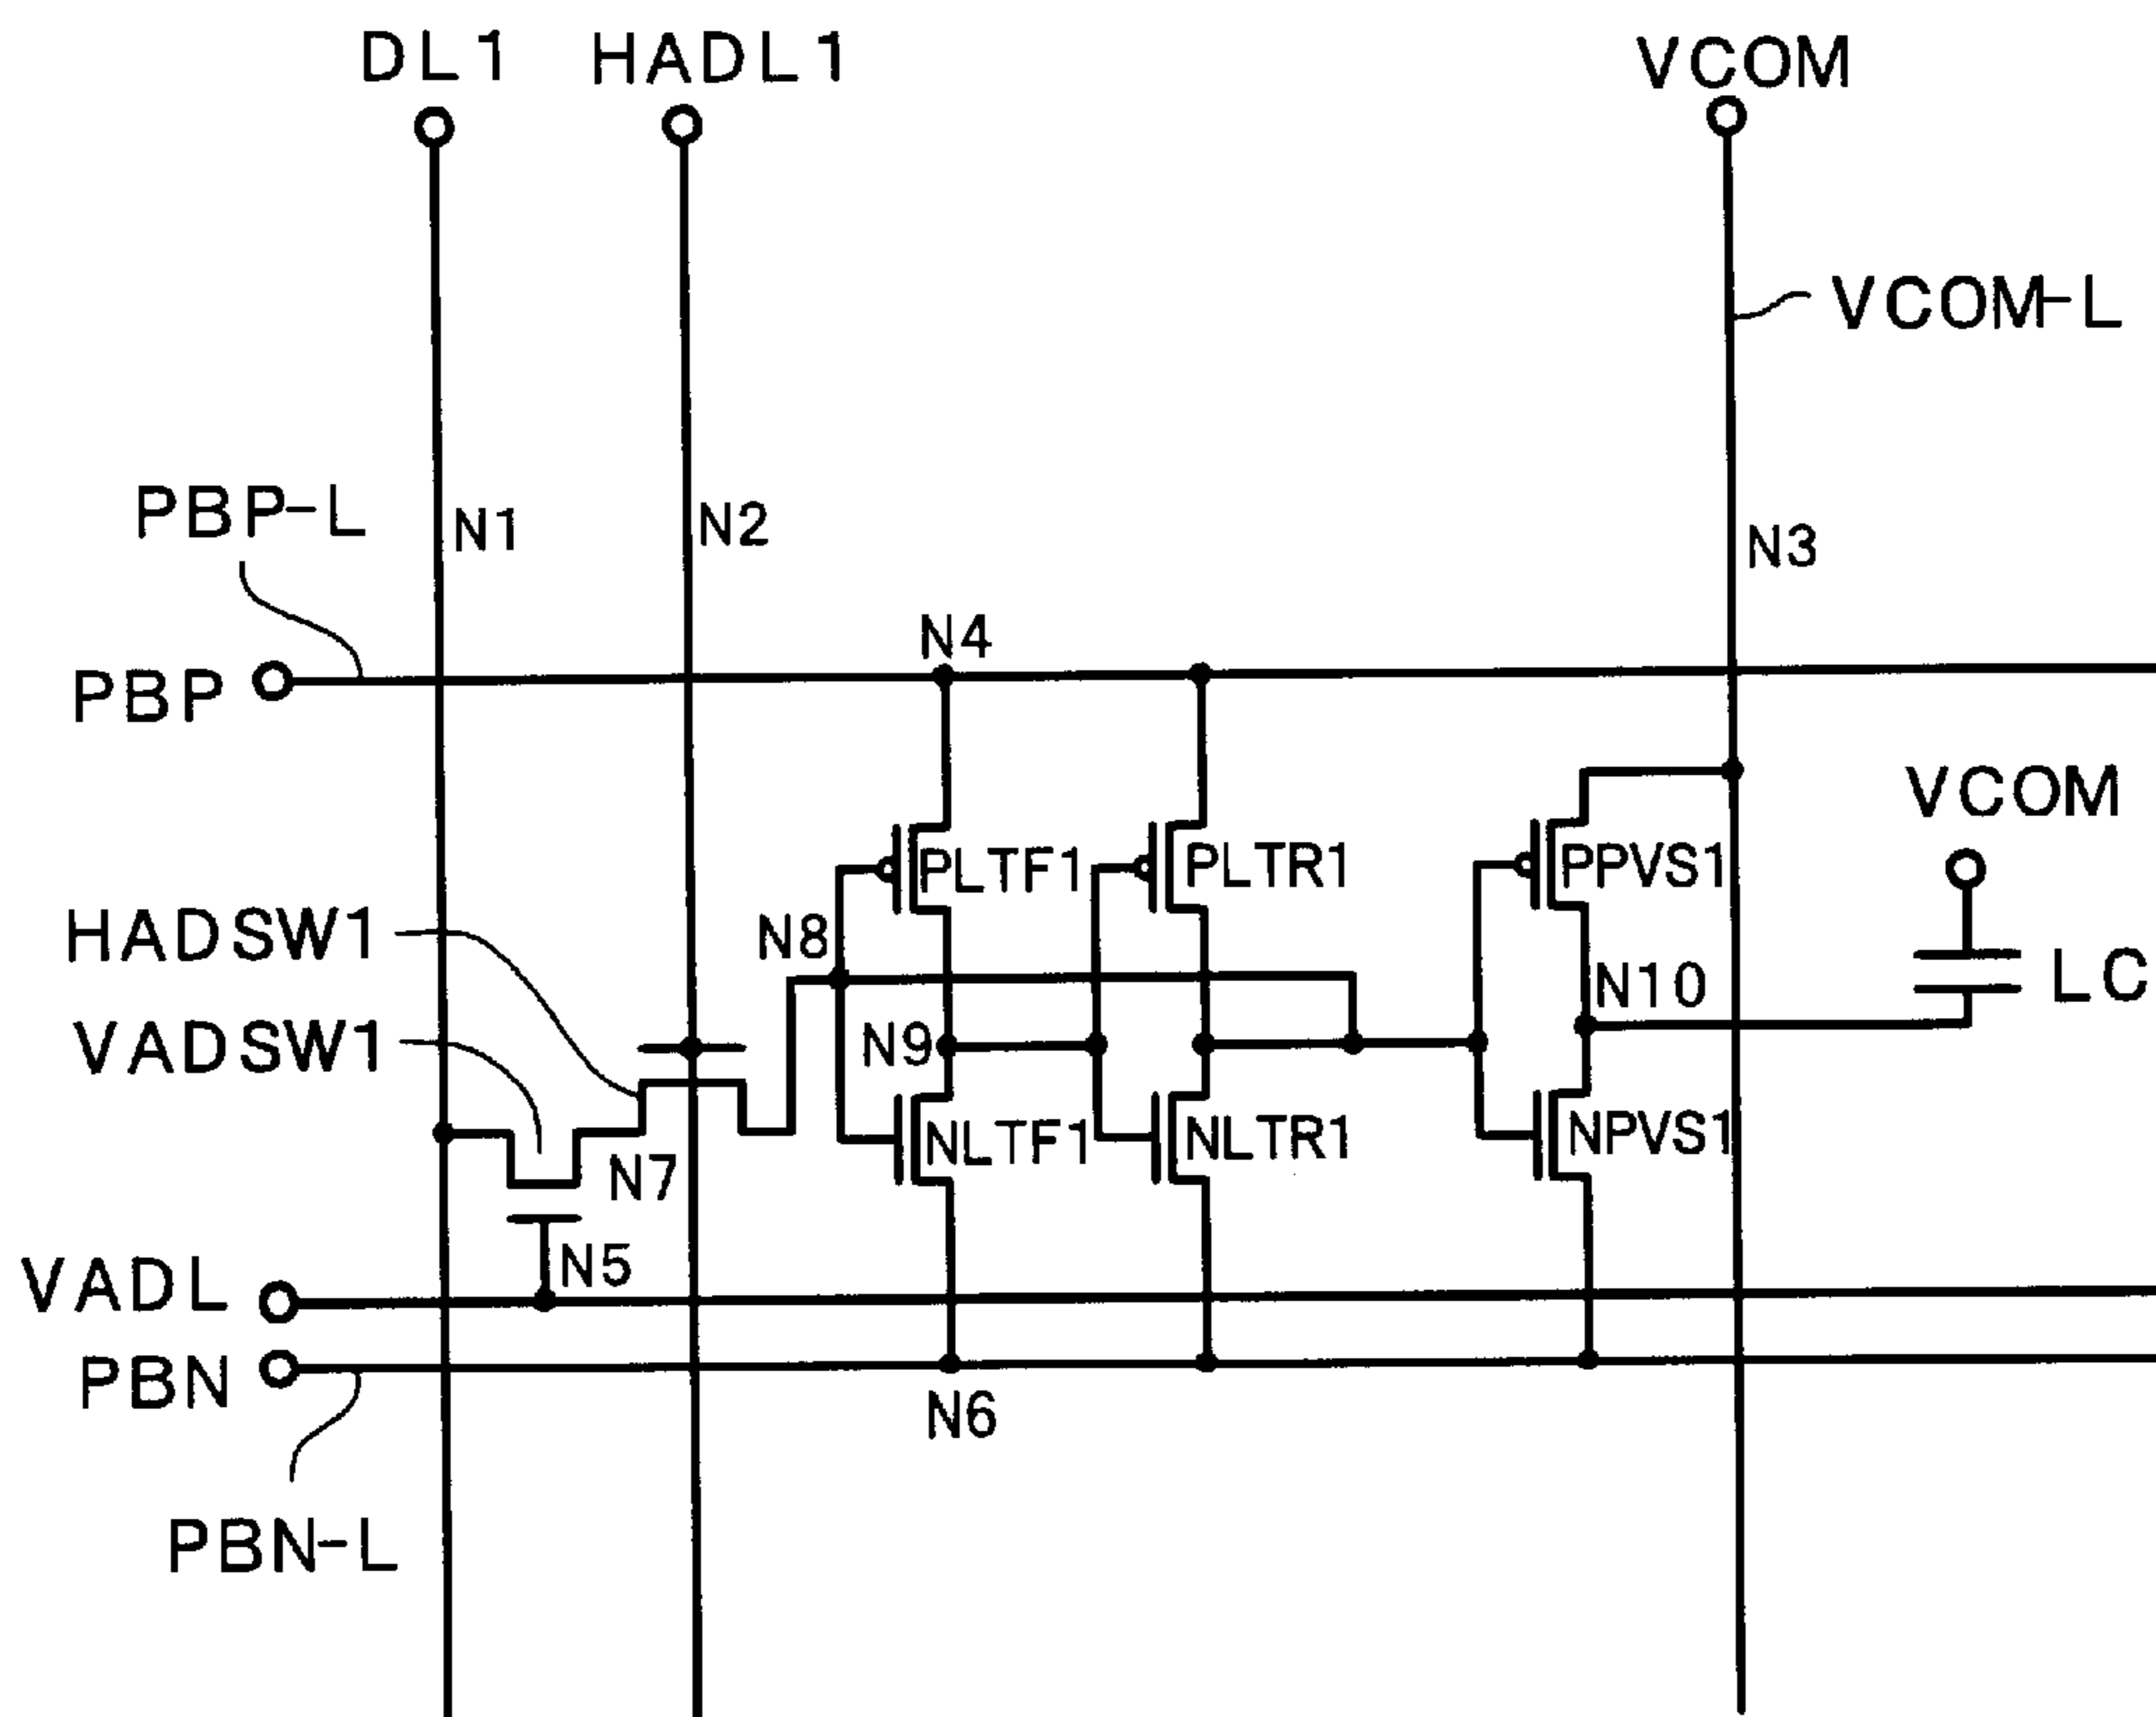 DL1
HADL1
VCOM
VCOM-L
PBP-L
N1
N2
N3
N4
PBP
VCOM
PLTF1
PLTR1
PPVS1
HADSW1
N8
N10
LC
VADSW1
N9
NLTF1
NLTR1
NPVS1
N7
VADL
N5
PBN
N6
PBN-L